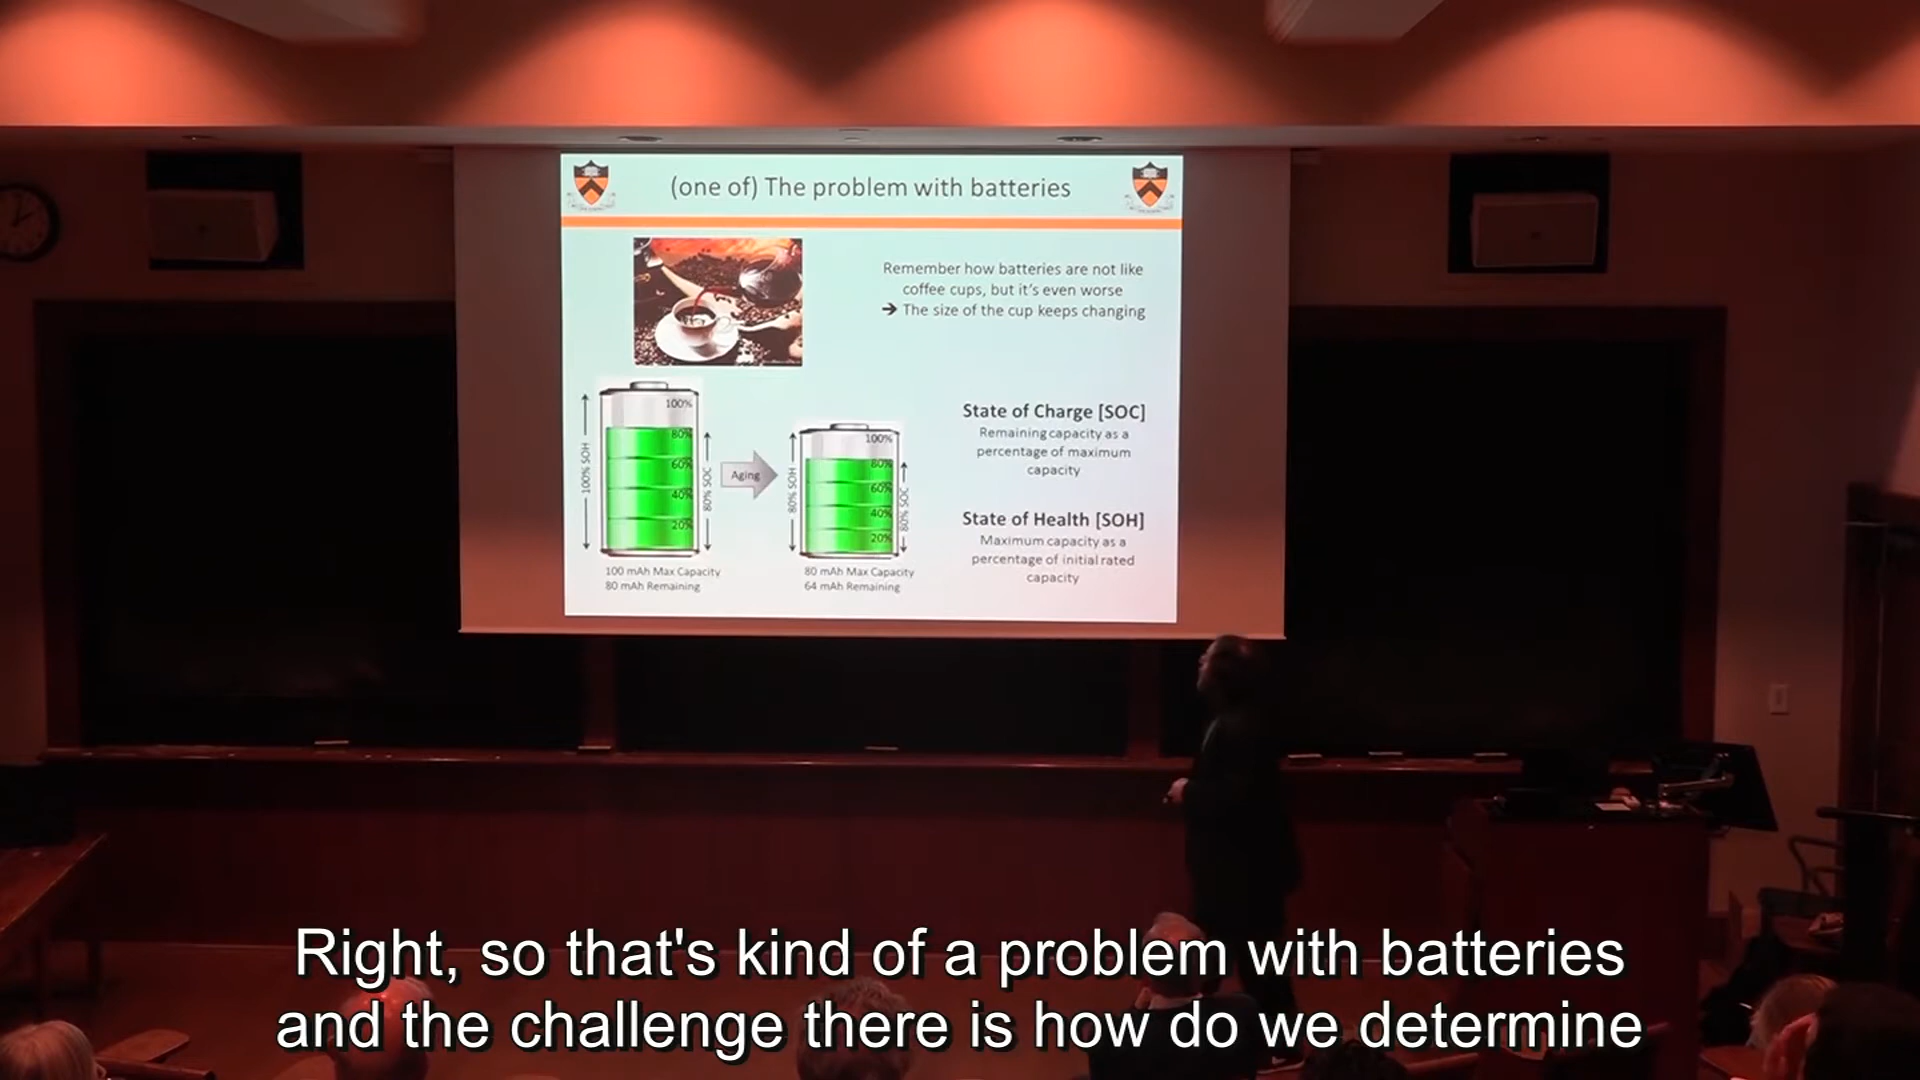 (one of) The problem with batteries
Remember how batteries are not like
coffee cups, but it's even worse
➔ The size of the cup keeps changing
100%
80%
60%
40%
20%
100% SOH
80% SOC
Aging
100%
80%
60%
40%
20%
80% SOH
80% SOC
100 mAh Max Capacity
80 mAh Remaining
80 mAh Max Capacity
64 mAh Remaining
State of Charge [SOC]
Remaining capacity as a
percentage of maximum
capacity
State of Health [SOH]
Maximum capacity as a
percentage of initial rated
capacity
Right, so that's kind of a problem with batteries
and the challenge there is how do we determine